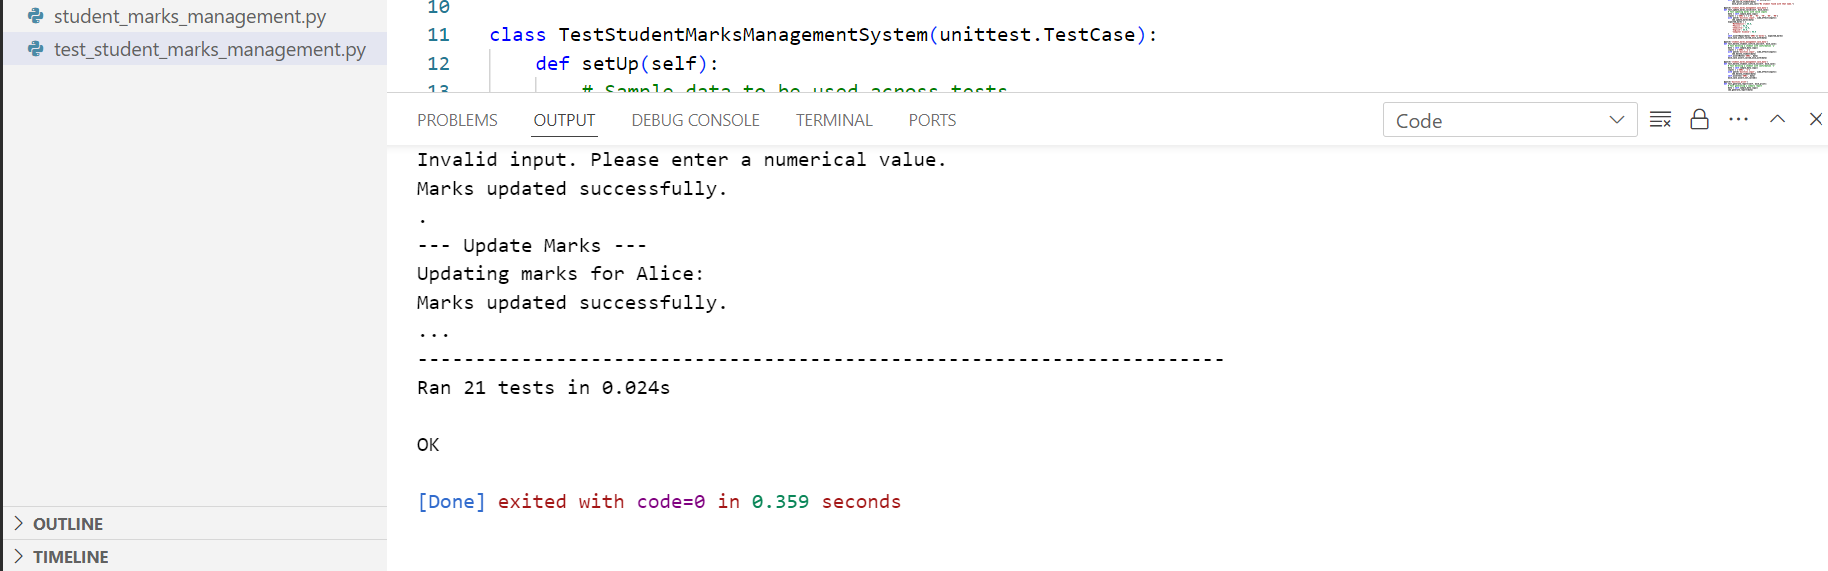 student_marks_management.py
test_student_marks_management.py
OUTLINE
TIMELINE
10
11 class TestStudentMarksManagementSystem(unittest.TestCase):
12 def setUp(self):
13 # Sample data to be used across tests
PROBLEMS OUTPUT DEBUG CONSOLE TERMINAL PORTS Code
Invalid input. Please enter a numerical value.
Marks updated successfully.
.
--- Update Marks ---
Updating marks for Alice:
Marks updated successfully.
...
----------------------------------------------------------------------
Ran 21 tests in 0.024s
OK
[Done] exited with code=0 in 0.359 seconds